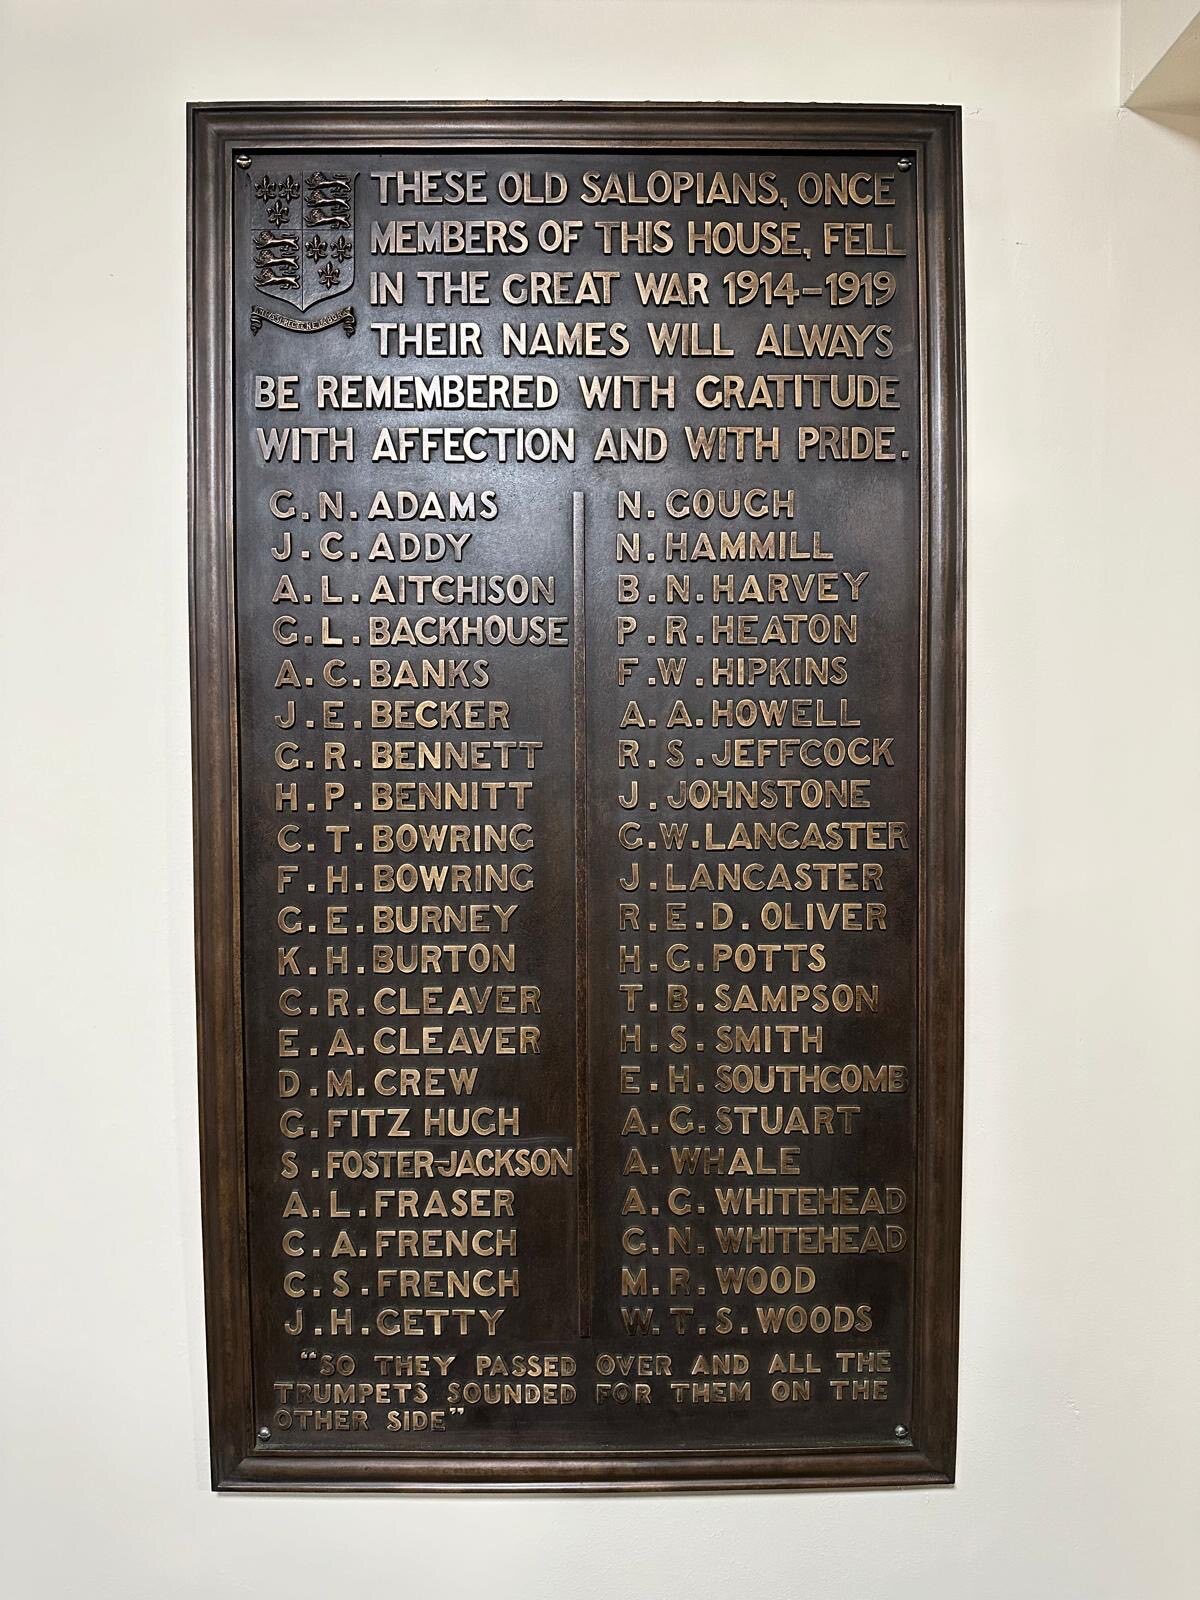 THESE OLD SALOPIANS, ONCE
MEMBERS OF THIS HOUSE, FELL
IN THE GREAT WAR 1914-1919
THEIR NAMES WILL ALWAYS
BE REMEMBERED WITH GRATITUDE
WITH AFFECTION AND WITH PRIDE.
RECTE NE LABORA
G. N. ADAMS
J. C. ADDY
A. L. AITCHISON
G. L. BACKHOUSE
A. C. BANKS
J. E. BECKER
G. R. BENNETT
H. P. BENNITT
C. T. BOWRING
F. H. BOWRING
G. E. BURNEY
K. H. BURTON
C. R. CLEAVER
E. A. CLEAVER
D. M. CREW
G. FITZ HUGH
S. FOSTER-JACKSON
A. L. FRASER
C. A. FRENCH
C. S. FRENCH
J. H. GETTY
N. GOUGH
N. HAMMILL
B. N. HARVEY
P. R. HEATON
F. W. HIPKINS
A. A. HOWELL
R. S. JEFFCOCK
J. JOHNSTONE
G. W. LANCASTER
J. LANCASTER
R. E. D. OLIVER
H. G. POTTS
T. B. SAMPSON
H. S. SMITH
E. H. SOUTHCOMB
A. G. STUART
A. WHALE
A. G. WHITEHEAD
G. N. WHITEHEAD
M. R. WOOD
W. T. S. WOODS
"SO THEY PASSED OVER AND ALL THE
TRUMPETS SOUNDED FOR THEM ON THE
OTHER SIDE"